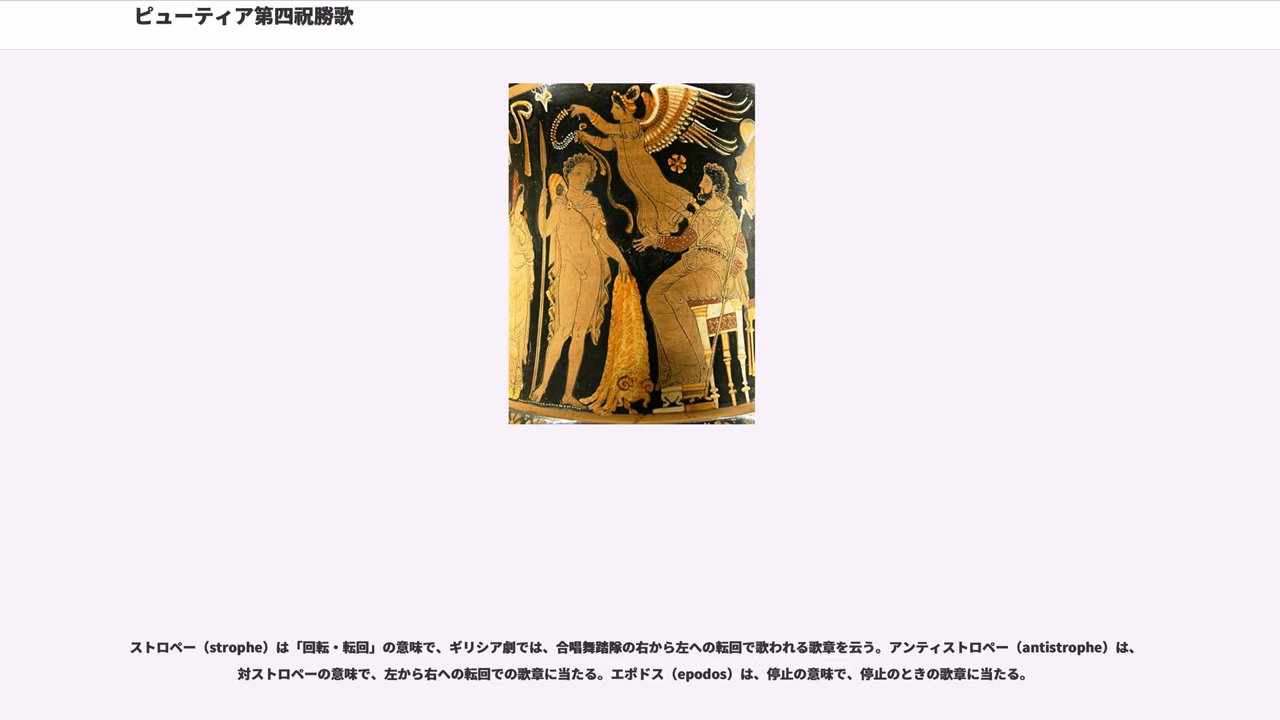 ピューティア第四祝勝歌
ストロペー（strophe）は「回転・転回」の意味で、ギリシア劇では、合唱舞踏隊の右から左への転回で歌われる歌章を云う。アンティストロペー（antistrophe）は、
対ストロペーの意味で、左から右への転回での歌章に当たる。エポドス（epodos）は、停止の意味で、停止のときの歌章に当たる。